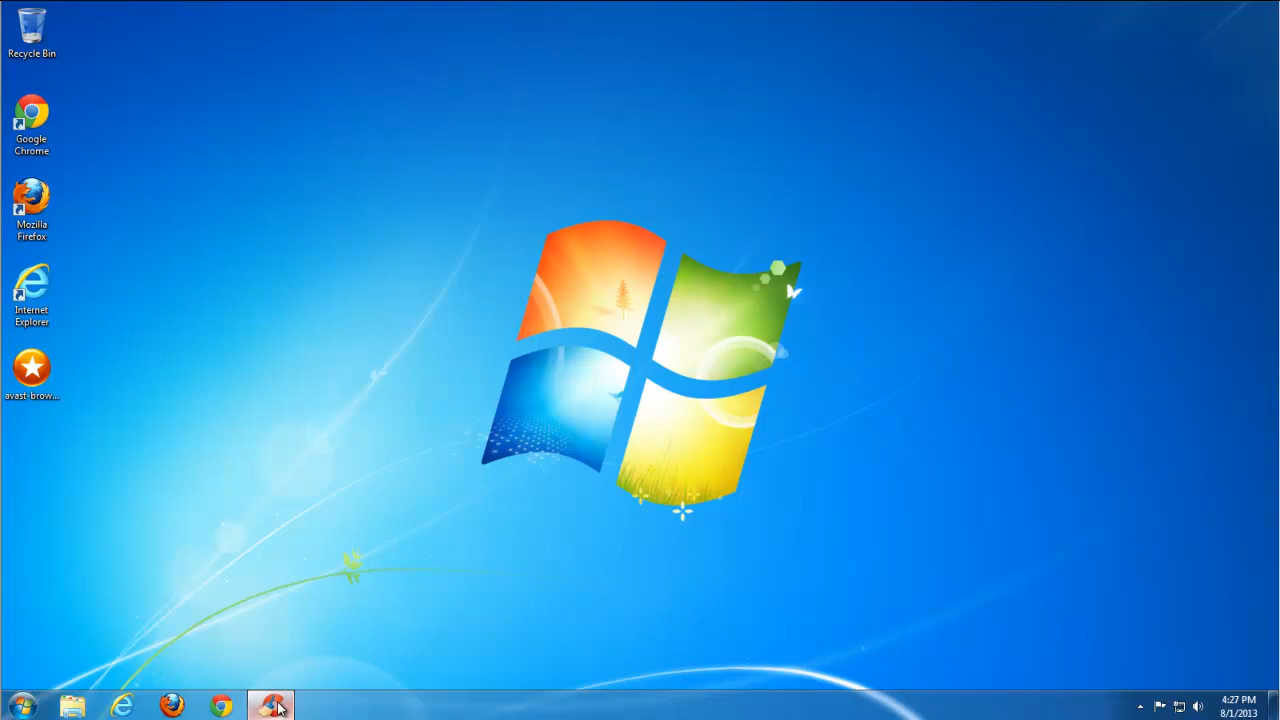 Recycle Bin
Google
Chrome
Mozilla
Firefox
Internet
Explorer
avast-brow...
4:27 PM
8/1/2013